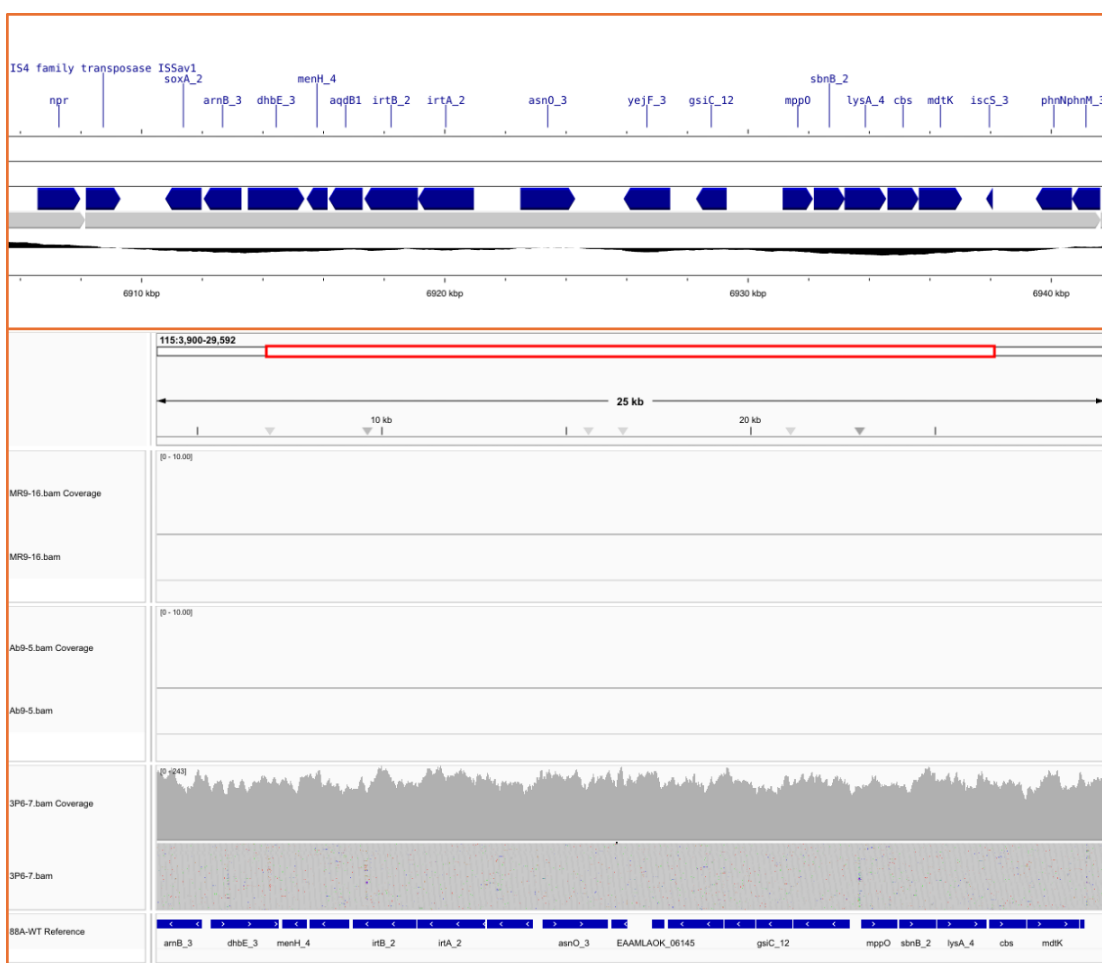 IS4 family transposase ISSav1
soxA_2 menH_4 sbnB_2
npr arnB_3 dhbE_3 aqdB1 irtB_2 irtA_2 asnO_3 yejF_3 gsiC_12 mppO lysA_4 cbs mdtK iscS_3 phnNphnM_3
6910 kbp 6920 kbp 6930 kbp 6940 kbp
115:3,900-29,592
25 kb
10 kb 20 kb
[0 - 10.00]
MR9-16.bam Coverage
MR9-16.bam
[0 - 10.00]
Ab9-5.bam Coverage
Ab9-5.bam
[0 - 243]
3P6-7.bam Coverage
3P6-7.bam
88A-WT Reference
arnB_3 dhbE_3 menH_4 irtB_2 irtA_2 asnO_3 EAAMLAOK_06145 gsiC_12 mppO sbnB_2 lysA_4 cbs mdtK